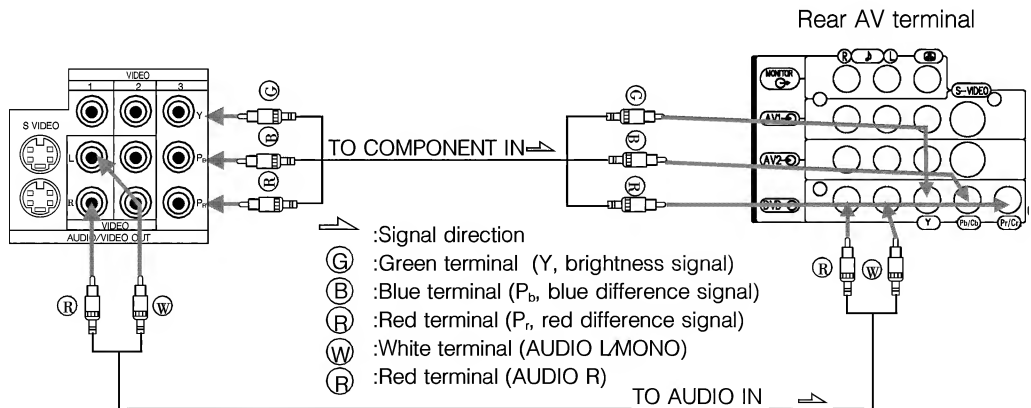 Rear AV terminal
VIDEO
1 2 3
S VIDEO
Y
L
PB
R
PR
VIDEO
AUDIO/VIDEO OUT
G
B
R
TO COMPONENT IN
G
B
R
R L
MONITOR
S-VIDEO
AV1
AV2
DVD
Y Pb/Cb Pr/Cr
:Signal direction
G :Green terminal (Y, brightness signal)
B :Blue terminal (Pb, blue difference signal)
R :Red terminal (Pr, red difference signal)
W :White terminal (AUDIO L/MONO)
R :Red terminal (AUDIO R)
R W
R W
TO AUDIO IN